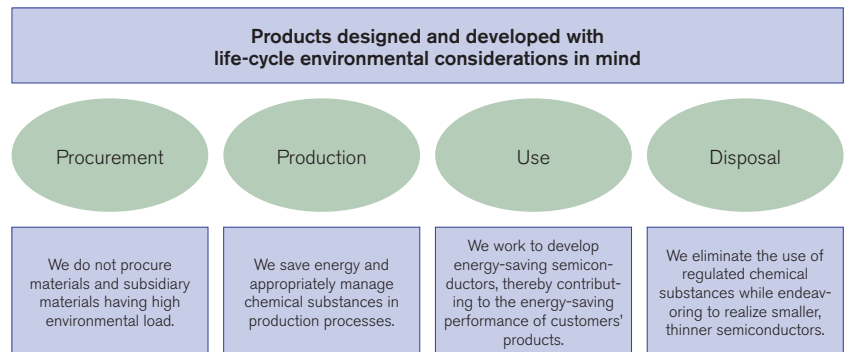 Products designed and developed with
life-cycle environmental considerations in mind
Procurement
Production
Use
Disposal
We do not procure
materials and subsidiary
materials having high
environmental load.
We save energy and
appropriately manage
chemical substances in
production processes.
We work to develop
energy-saving semicon-
ductors, thereby contribut-
ing to the energy-saving
performance of customers'
products.
We eliminate the use of
regulated chemical
substances while endeav-
oring to realize smaller,
thinner semiconductors.